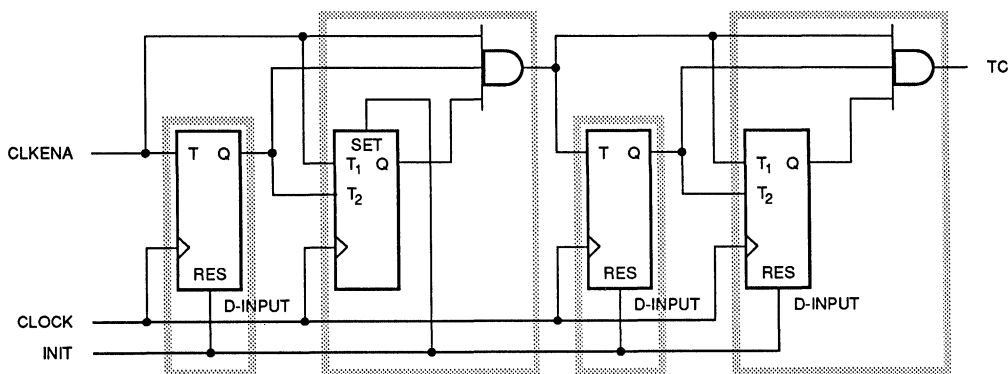 TC
SET
CLKENA
T Q
T1 Q
T2
T Q
T1 Q
T2
RES
RES
RES
D-INPUT
D-INPUT
D-INPUT
CLOCK
INIT